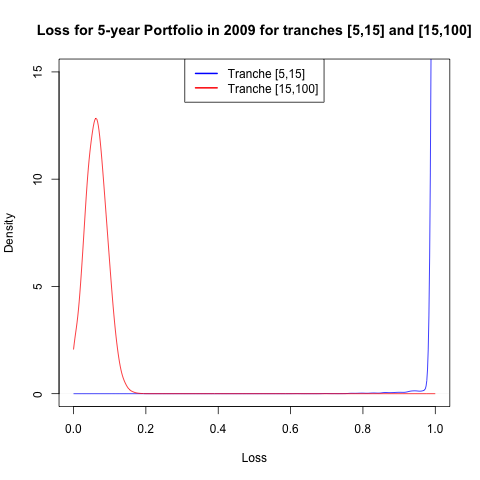 Loss for 5-year Portfolio in 2009 for tranches [5,15] and [15,100]
Tranche [5,15]
Tranche [15,100]
Density
15
10
5
0
0.0 0.2 0.4 0.6 0.8 1.0
Loss